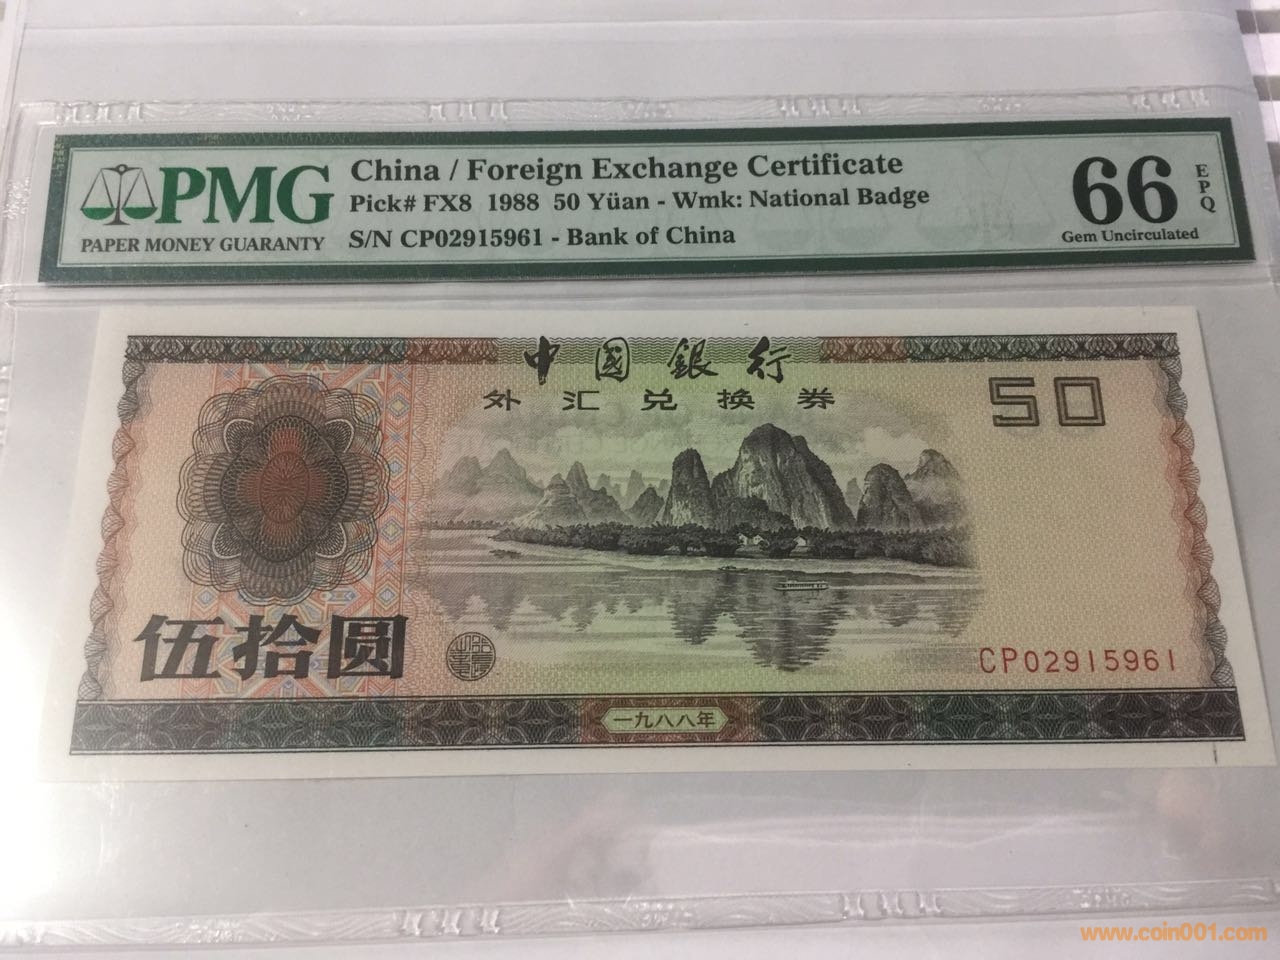 PMG
PAPER MONEY GUARANTY
China / Foreign Exchange Certificate
Pick# FX8 1988 50 Yüan - Wmk: National Badge
S/N CP02915961 - Bank of China
66
EPQ
Gem Uncirculated
中國銀行
外汇兑换券
50
伍拾圆
CP02915961
一九八八年
www.coin001.com